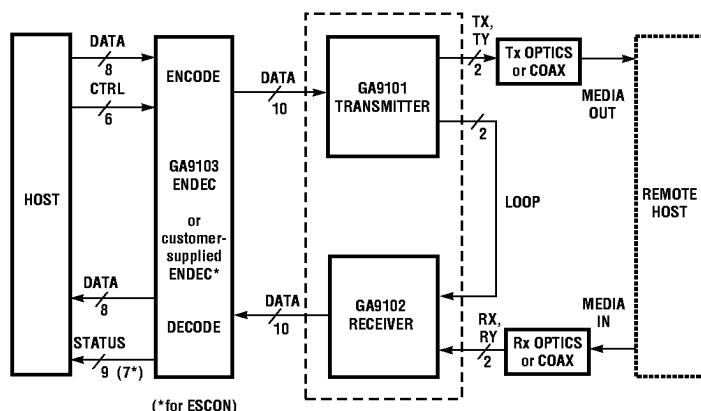 HOST
DATA
8
CTRL
6
DATA
8
STATUS
9 (7*)
ENCODE
GA9103
ENDEC
or
customer-
supplied
ENDEC*
DECODE
(*for ESCON)
DATA
10
DATA
10
GA9101
TRANSMITTER
GA9102
RECEIVER
TX,
TY
2
2
LOOP
RX,
RY
2
Tx OPTICS
or COAX
Rx OPTICS
or COAX
MEDIA
OUT
MEDIA
IN
REMOTE
HOST